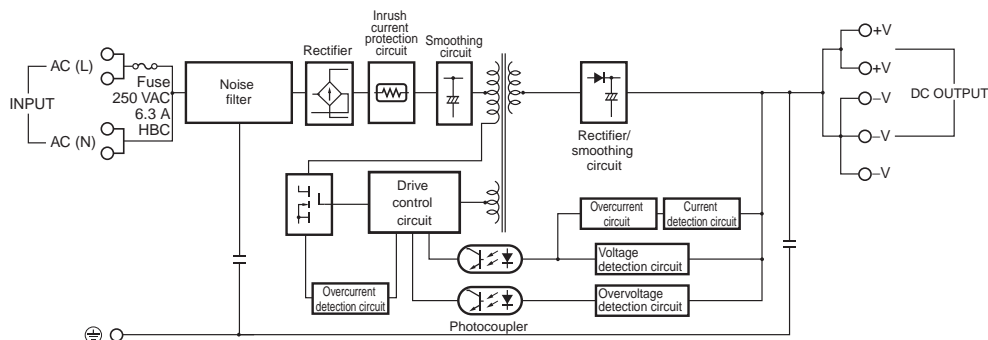 INPUT
AC (L)
AC (N)
Fuse
250 VAC
6.3 A
HBC
Noise
filter
Rectifier
Inrush
current
protection
circuit
Smoothing
circuit
Rectifier/
smoothing
circuit
+V
+V
–V
–V
–V
DC OUTPUT
Drive
control
circuit
Overcurrent
circuit
Current
detection circuit
Voltage
detection circuit
Overcurrent
detection circuit
Overvoltage
detection circuit
Photocoupler